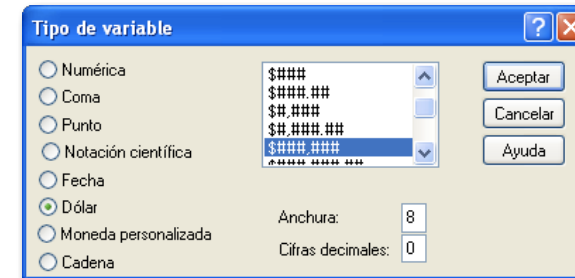 Tipo de variable
Numérica
Coma
Punto
Notación científica
Fecha
Dólar
Moneda personalizada
Cadena
$###
$###.##
$#,###
$#,###.##
$###,###
$###,###.##
Anchura: 8
Cifras decimales: 0
Aceptar
Cancelar
Ayuda